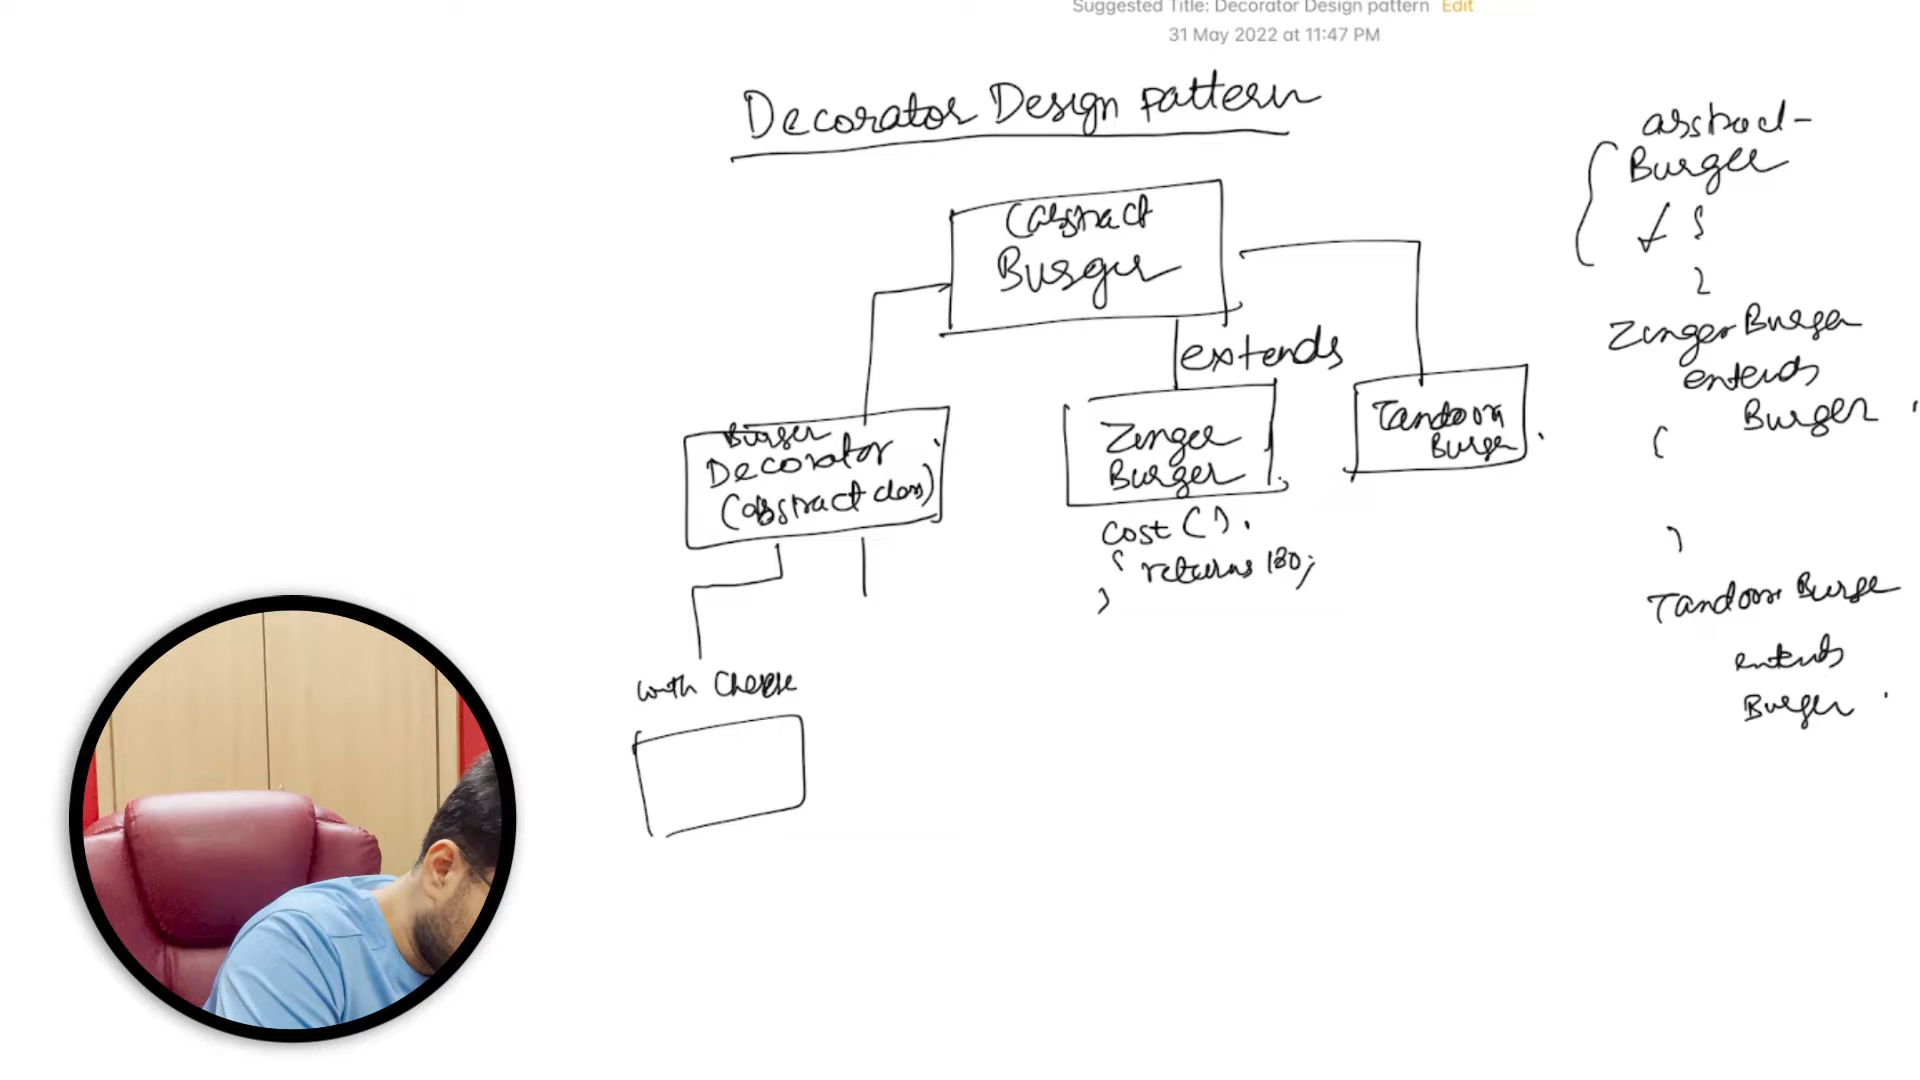 Suggested Title: Decorator Design pattern Edit
31 May 2022 at 11:47 PM
Decorator Design pattern
(abstract
Burger
extends
Burger
Decorator
(abstract class)
Zinger
Burger
cost ().
{ returns 180;
}
Tandoori
Burger.
with Cheese
abstract
Burger
{
}
Zinger Burger
extends
Burger
{
}
Tandoori Burger
extends
Burger